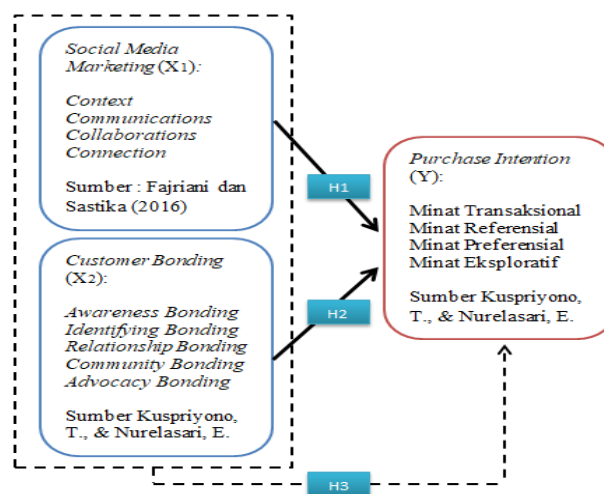 Social Media
Marketing (X1):
Context
Communications
Collaborations
Connection
Sumber : Fajriani dan
Sastika (2016)
Customer Bonding
(X2):
Awareness Bonding
Identifying Bonding
Relationship Bonding
Community Bonding
Advocacy Bonding
Sumber Kuspriyono,
T., & Nurelasari, E.
H1
H2
H3
Purchase Intention
(Y):
Minat Transaksional
Minat Referensial
Minat Preferensial
Minat Eksploratif
Sumber Kuspriyono,
T., & Nurelasari, E.